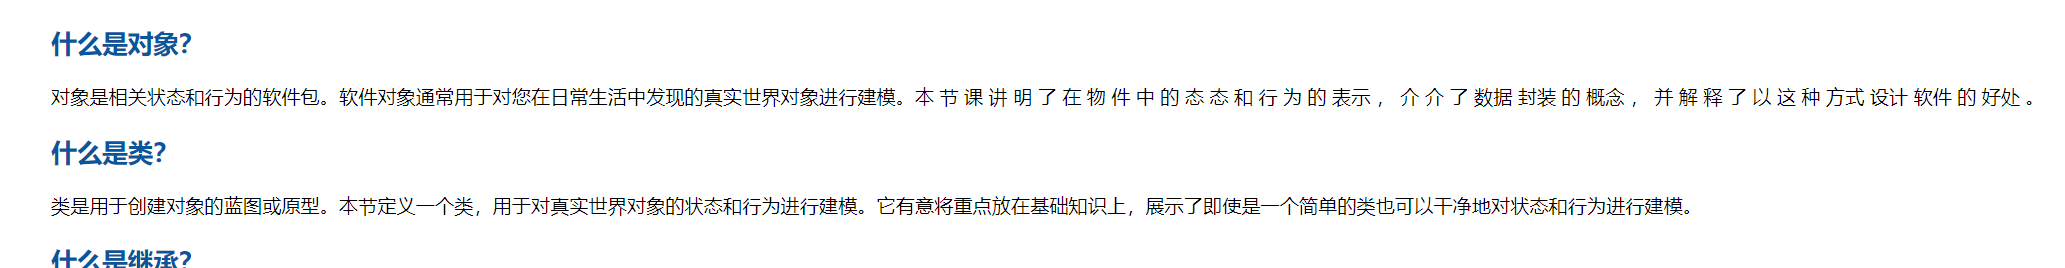 什么是对象？
对象是相关状态和行为的软件包。软件对象通常用于对您在日常生活中发现的真实世界对象进行建模。本 节 课 讲 明 了 在 物 件 中 的 态 态 和 行 为 的 表示 ， 介 介 了 数据 封装 的 概念 ， 并 解 释 了 以 这 种 方式 设计 软件 的 好处 。
什么是类？
类是用于创建对象的蓝图或原型。本节定义一个类，用于对真实世界对象的状态和行为进行建模。它有意将重点放在基础知识上，展示了即使是一个简单的类也可以干净地对状态和行为进行建模。
什么是继承？